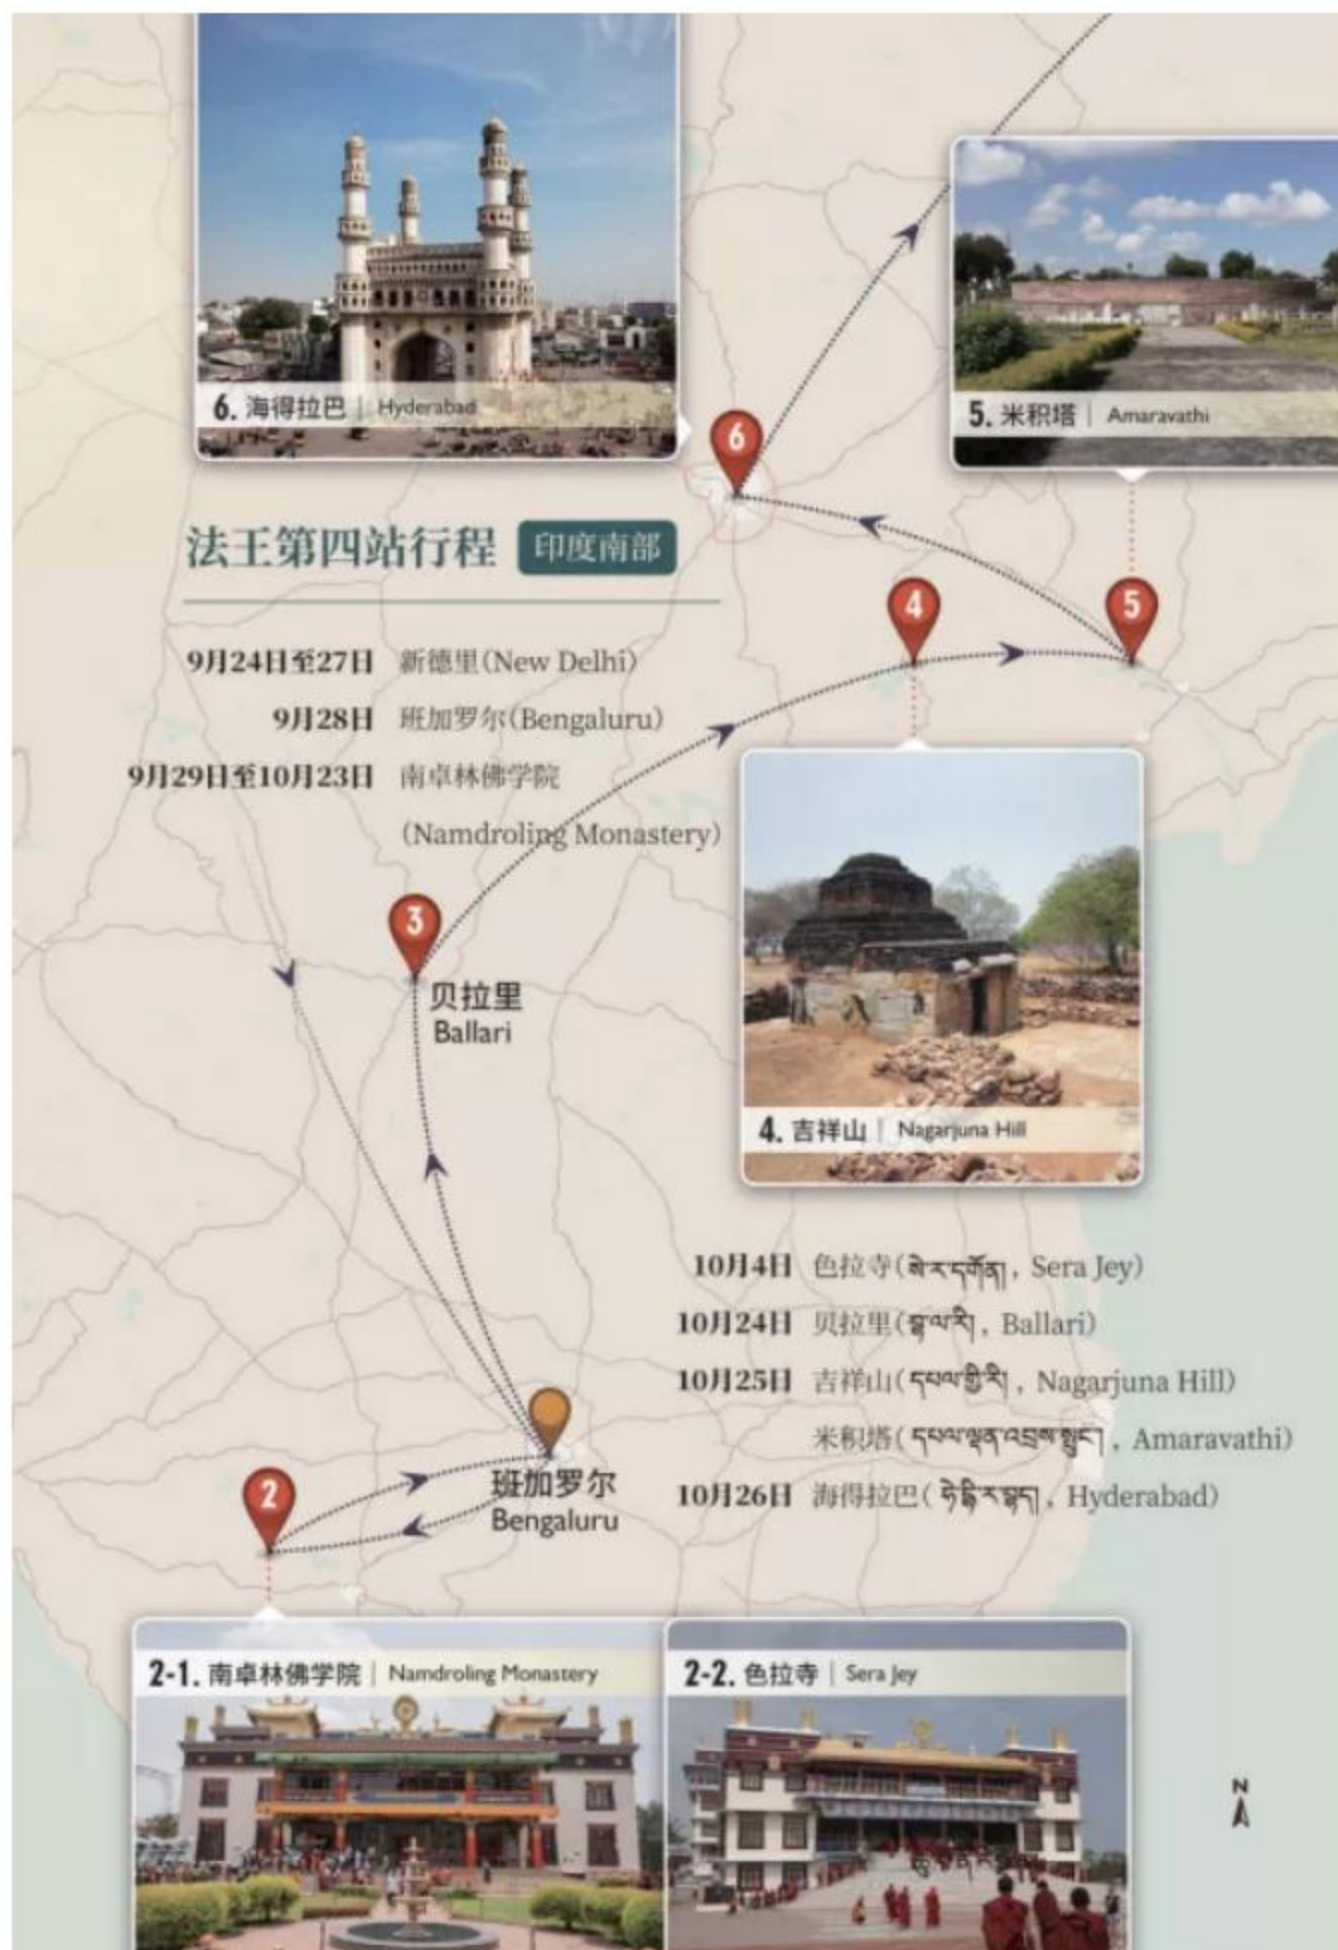 6. 海得拉巴 | Hyderabad
5. 米积塔 | Amaravathi
6
法王第四站行程 印度南部
4
5
9月24日至27日 新德里(New Delhi)
9月28日 班加罗尔(Bengaluru)
9月29日至10月23日 南卓林佛学院
(Namdroling Monastery)
3
贝拉里
Ballari
4. 吉祥山 | Nagarjuna Hill
10月4日 色拉寺(སེ་ར་དགོན།, Sera Jey)
10月24日 贝拉里(, Ballari)
10月25日 吉祥山(དཔལ་གྱི་རི།, Nagarjuna Hill)
米积塔(དཔལ་ལྡན་འབྲས་སྤུང་།, Amaravathi)
10月26日 海得拉巴(, Hyderabad)
2
班加罗尔
Bengaluru
2-1. 南卓林佛学院 | Namdroling Monastery
2-2. 色拉寺 | Sera Jey
N